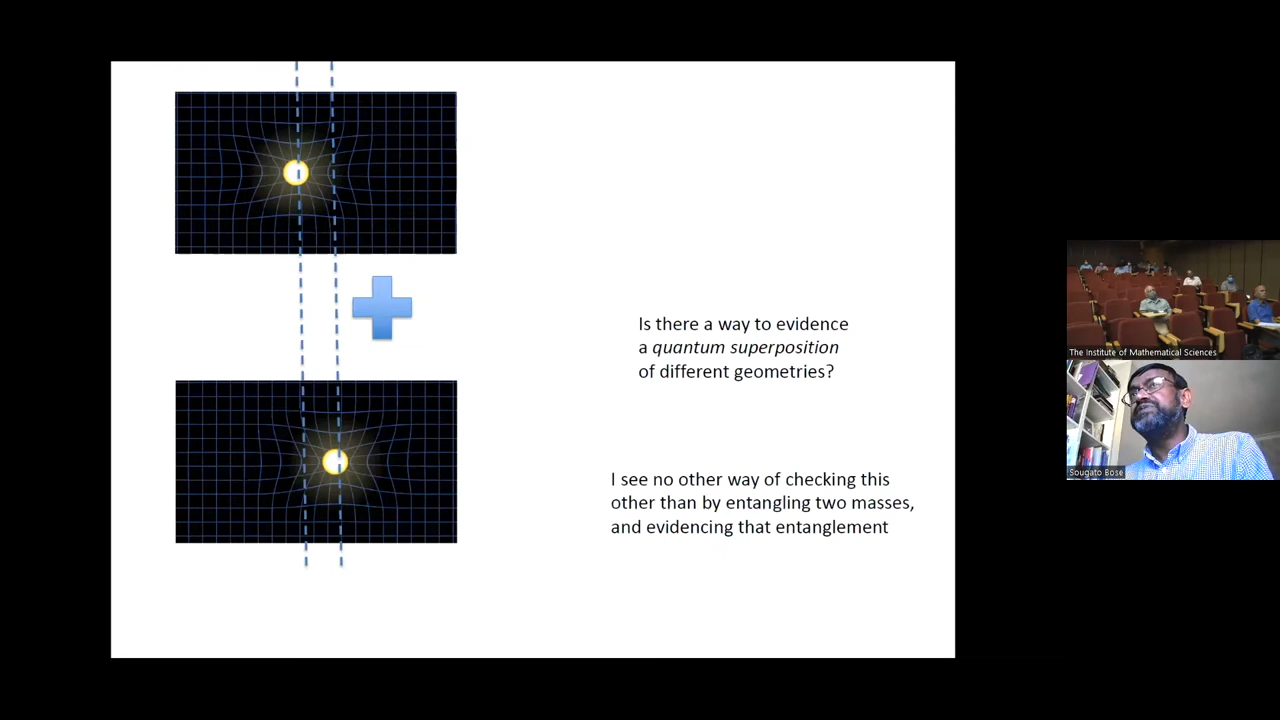 Is there a way to evidence
a quantum superposition
of different geometries?
I see no other way of checking this
other than by entangling two masses,
and evidencing that entanglement
The Institute of Mathematical Sciences
Sougato Bose